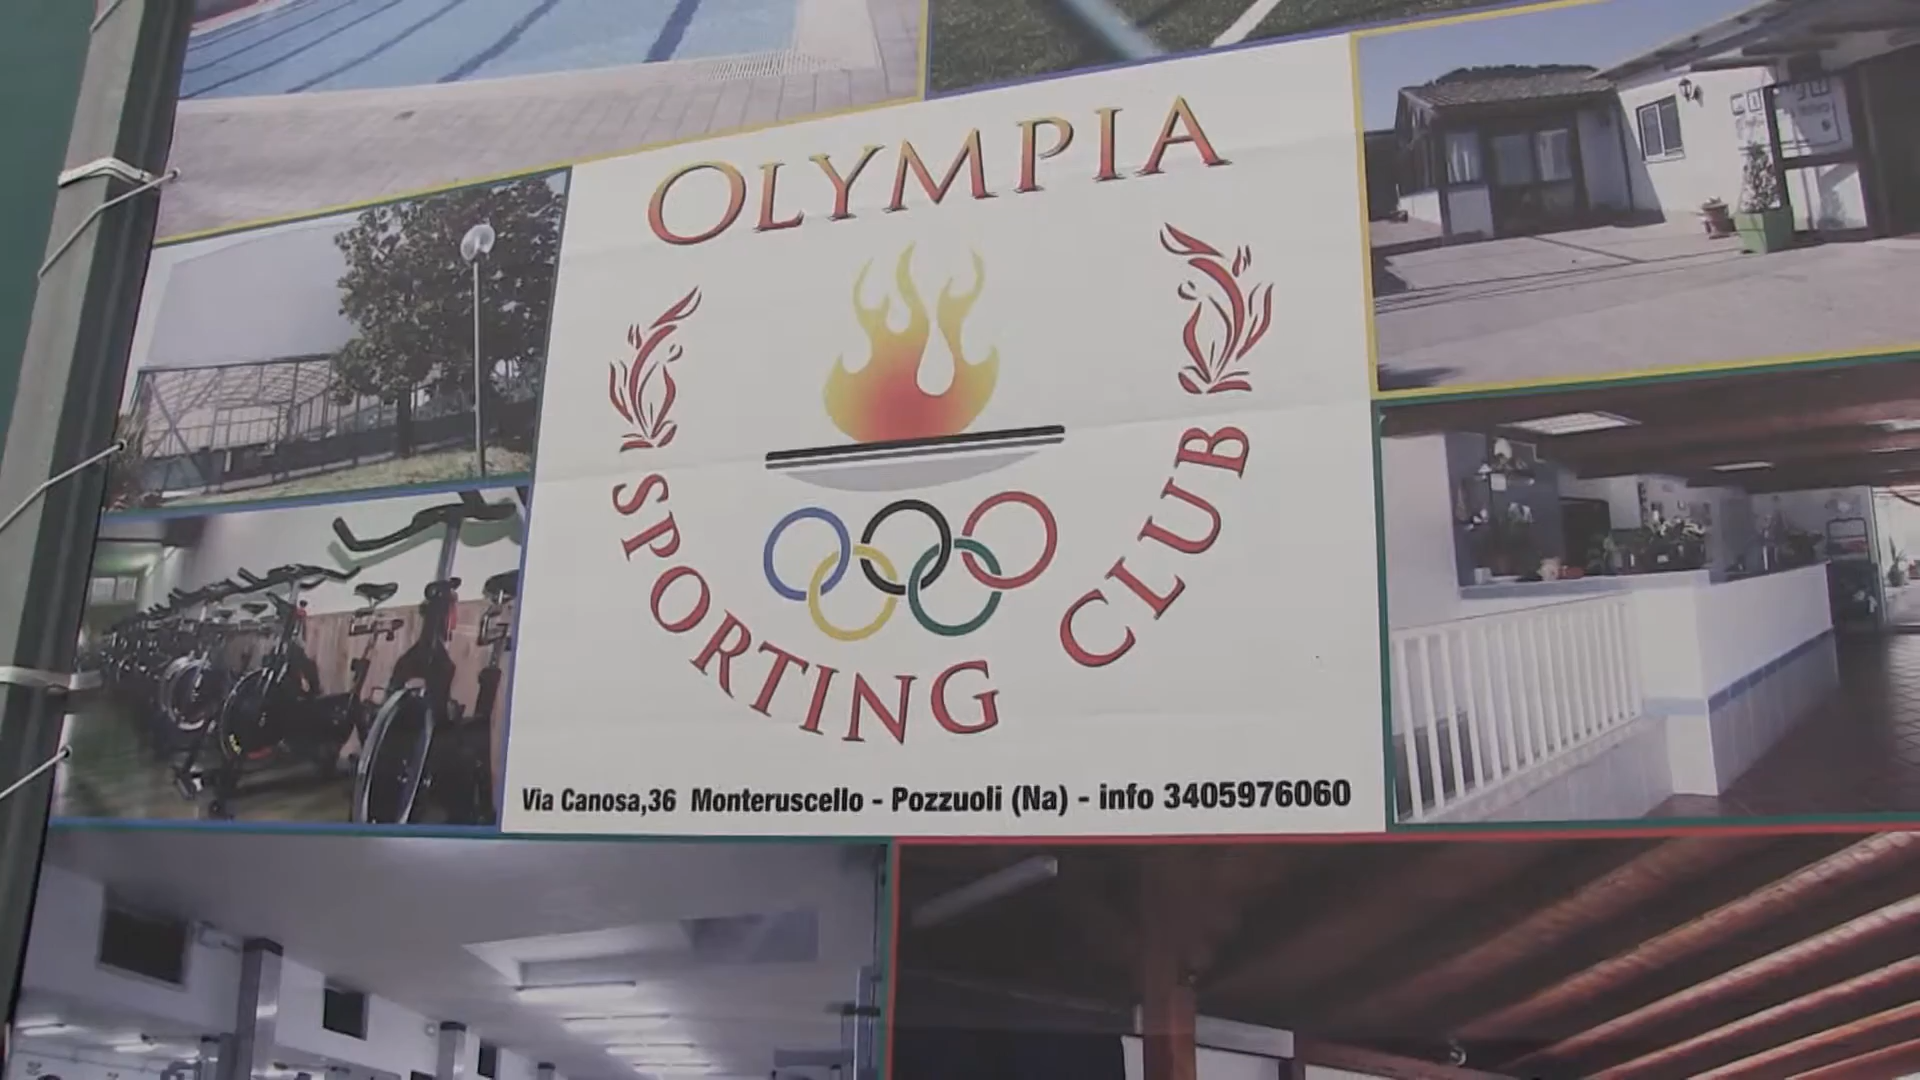 OLYMPIA
SPORTING CLUB
Via Canosa,36 Monteruscello - Pozzuoli (Na) - info 3405976060